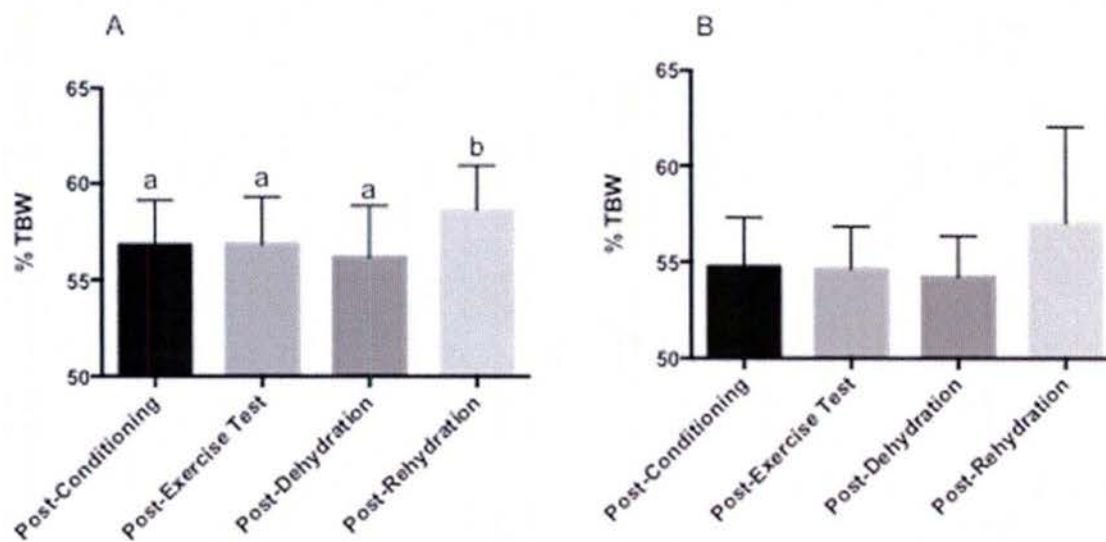 A
65
60
55
50
% TBW
a
a
a
b
Post-Conditioning
Post-Exercise Test
Post-Dehydration
Post-Rehydration
B
65
60
55
50
% TBW
Post-Conditioning
Post-Exercise Test
Post-Dehydration
Post-Rehydration